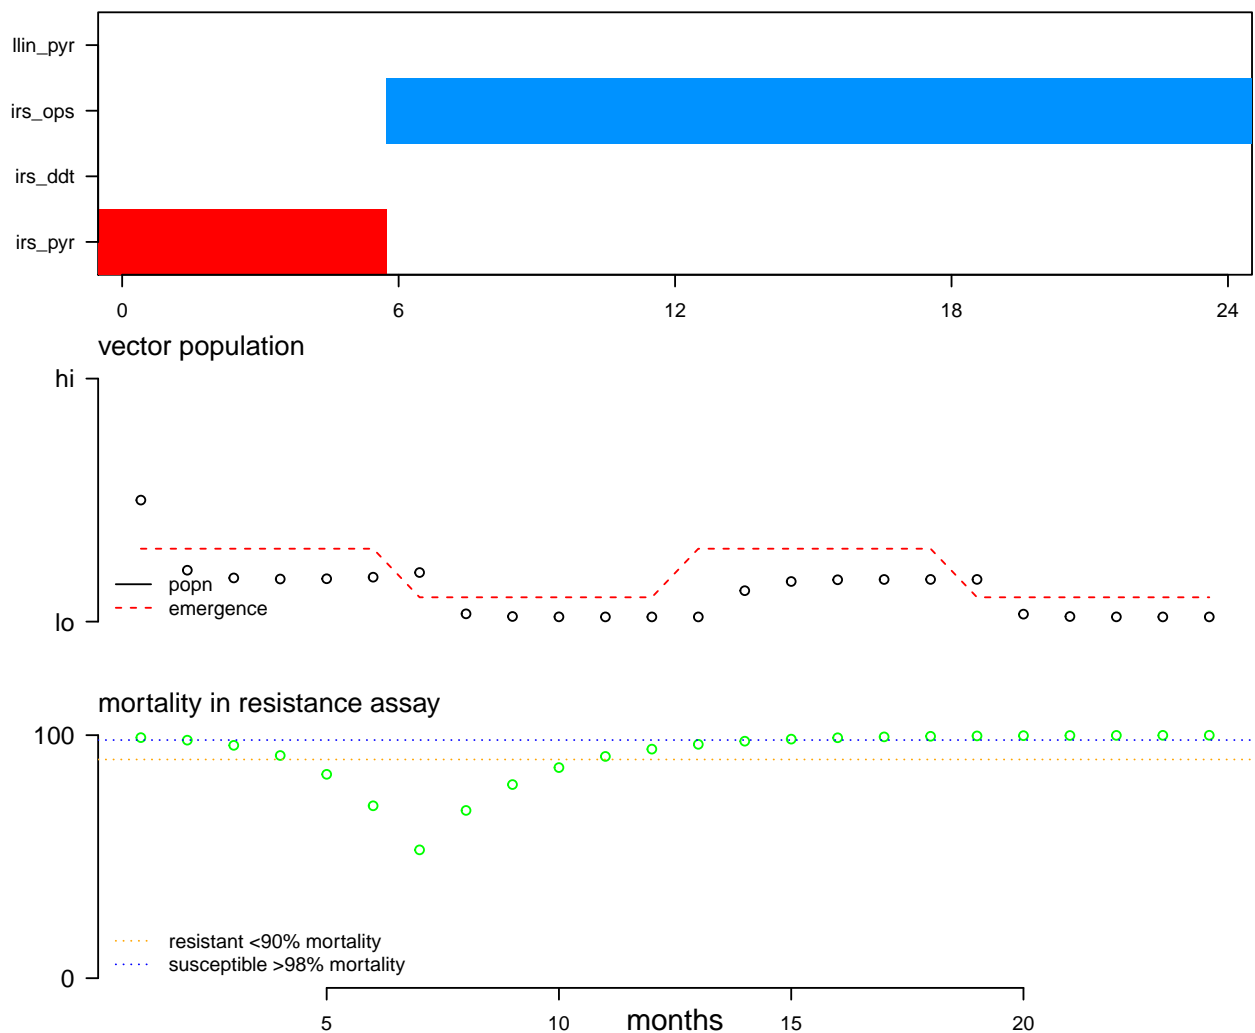 llin_pyr
irs_ops
irs_ddt
irs_pyr
0 6 12 18 24
vector population
hi
popn
emergence
lo
mortality in resistance assay
100
resistant <90% mortality
susceptible >98% mortality
0
5 10 15 20
months